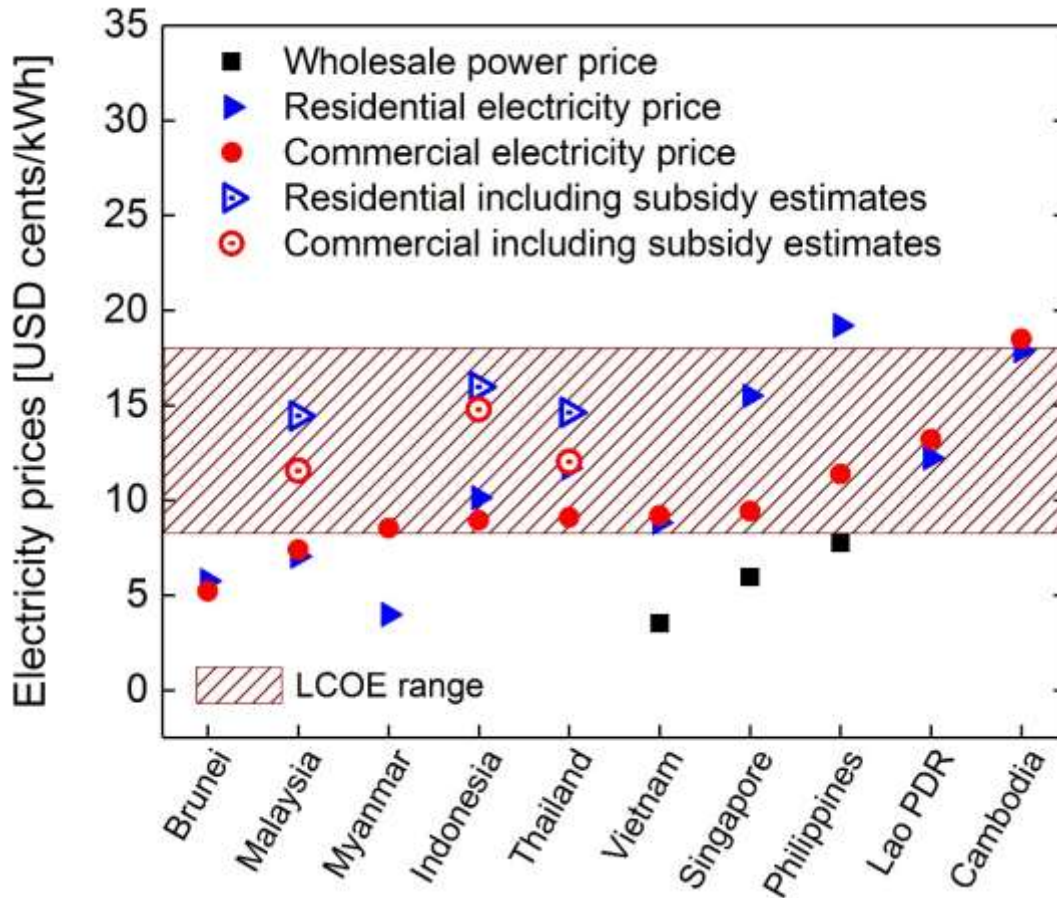 Electricity prices [USD cents/kWh]
35
30
25
20
15
10
5
0
Wholesale power price
Residential electricity price
Commercial electricity price
Residential including subsidy estimates
Commercial including subsidy estimates
LCOE range
Brunei
Malaysia
Myanmar
Indonesia
Thailand
Vietnam
Singapore
Philippines
Lao PDR
Cambodia